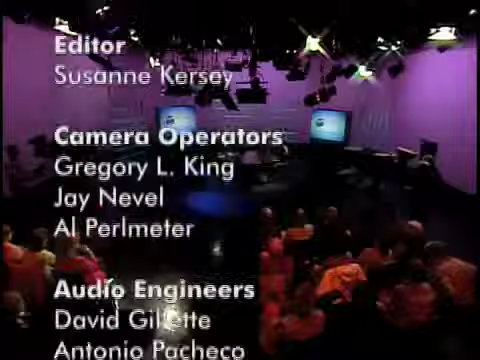 Editor
Susanne Kersey
Camera Operators
Gregory L. King
Jay Nevel
Al Perlmeter
Audio Engineers
David Gillette
Antonio Pacheco